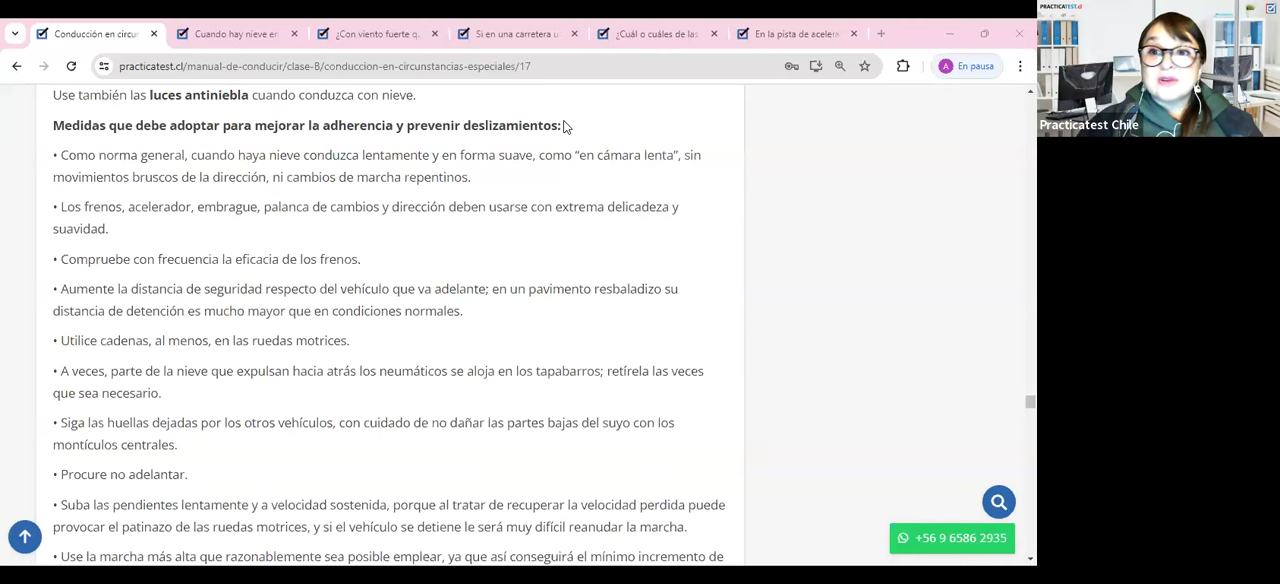 PRACTICATEST.cl
Conducción en circun
Cuando hay nieve en
¿Con viento fuerte q
Si en una carretera u
¿Cuál o cuáles de las
En la pista de acelera
practicatest.cl/manual-de-conducir/clase-B/conduccion-en-circunstancias-especiales/17
A
En pausa
Practicatest Chile
Use también las luces antiniebla cuando conduzca con nieve.
Medidas que debe adoptar para mejorar la adherencia y prevenir deslizamientos:
• Como norma general, cuando haya nieve conduzca lentamente y en forma suave, como “en cámara lenta”, sin
movimientos bruscos de la dirección, ni cambios de marcha repentinos.
• Los frenos, acelerador, embrague, palanca de cambios y dirección deben usarse con extrema delicadeza y
suavidad.
• Compruebe con frecuencia la eficacia de los frenos.
• Aumente la distancia de seguridad respecto del vehículo que va adelante; en un pavimento resbaladizo su
distancia de detención es mucho mayor que en condiciones normales.
• Utilice cadenas, al menos, en las ruedas motrices.
• A veces, parte de la nieve que expulsan hacia atrás los neumáticos se aloja en los tapabarros; retírela las veces
que sea necesario.
• Siga las huellas dejadas por los otros vehículos, con cuidado de no dañar las partes bajas del suyo con los
montículos centrales.
• Procure no adelantar.
• Suba las pendientes lentamente y a velocidad sostenida, porque al tratar de recuperar la velocidad perdida puede
provocar el patinazo de las ruedas motrices, y si el vehículo se detiene le será muy difícil reanudar la marcha.
• Use la marcha más alta que razonablemente sea posible emplear, ya que así conseguirá el mínimo incremento de
+56 9 6586 2935